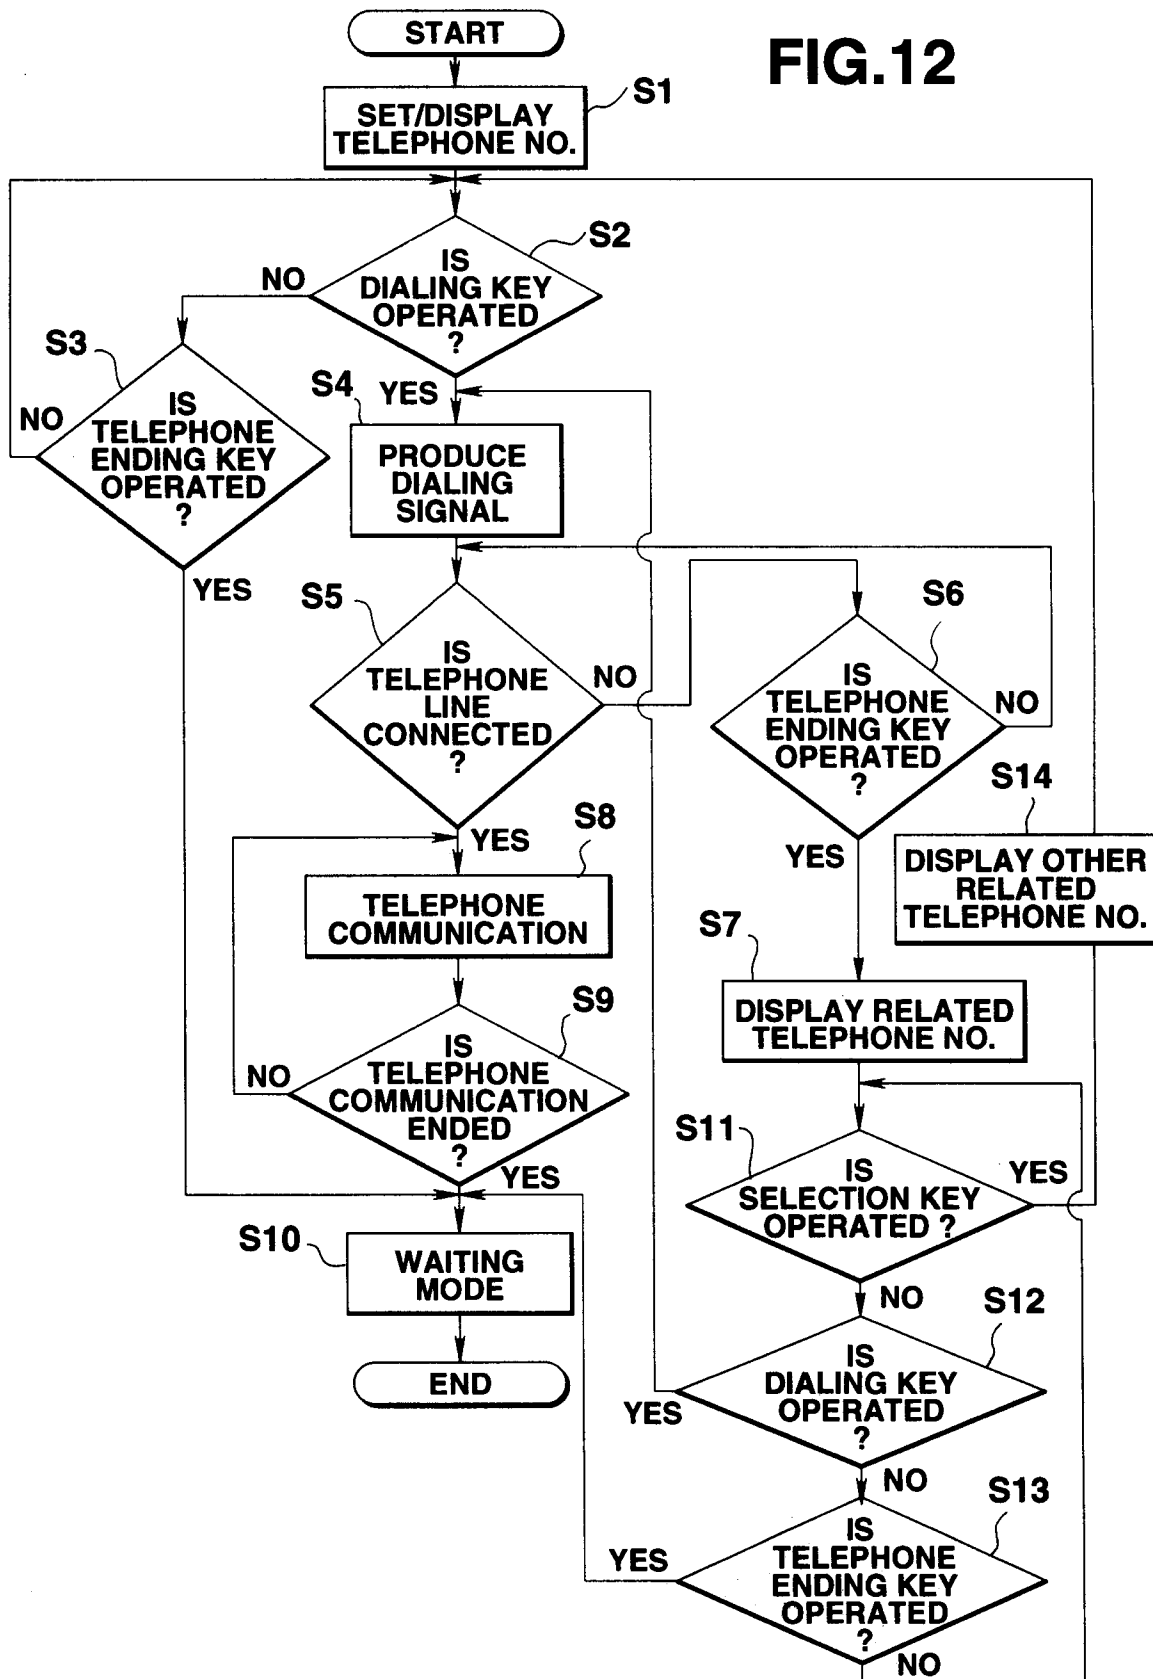 START
FIG.12
S1
SET/DISPLAY
TELEPHONE NO.
S2
IS
DIALING KEY
OPERATED
?
NO
S3
IS
TELEPHONE
ENDING KEY
OPERATED
?
NO
YES
YES
S4
PRODUCE
DIALING
SIGNAL
S5
IS
TELEPHONE
LINE
CONNECTED
?
NO
S6
IS
TELEPHONE
ENDING KEY
OPERATED
?
NO
YES
YES
S14
DISPLAY OTHER
RELATED
TELEPHONE NO.
S8
TELEPHONE
COMMUNICATION
S7
DISPLAY RELATED
TELEPHONE NO.
S9
IS
TELEPHONE
COMMUNICATION
ENDED
?
NO
YES
S11
IS
SELECTION KEY
OPERATED ?
YES
NO
S10
WAITING
MODE
END
S12
IS
DIALING KEY
OPERATED
?
YES
NO
S13
IS
TELEPHONE
ENDING KEY
OPERATED
?
YES
NO